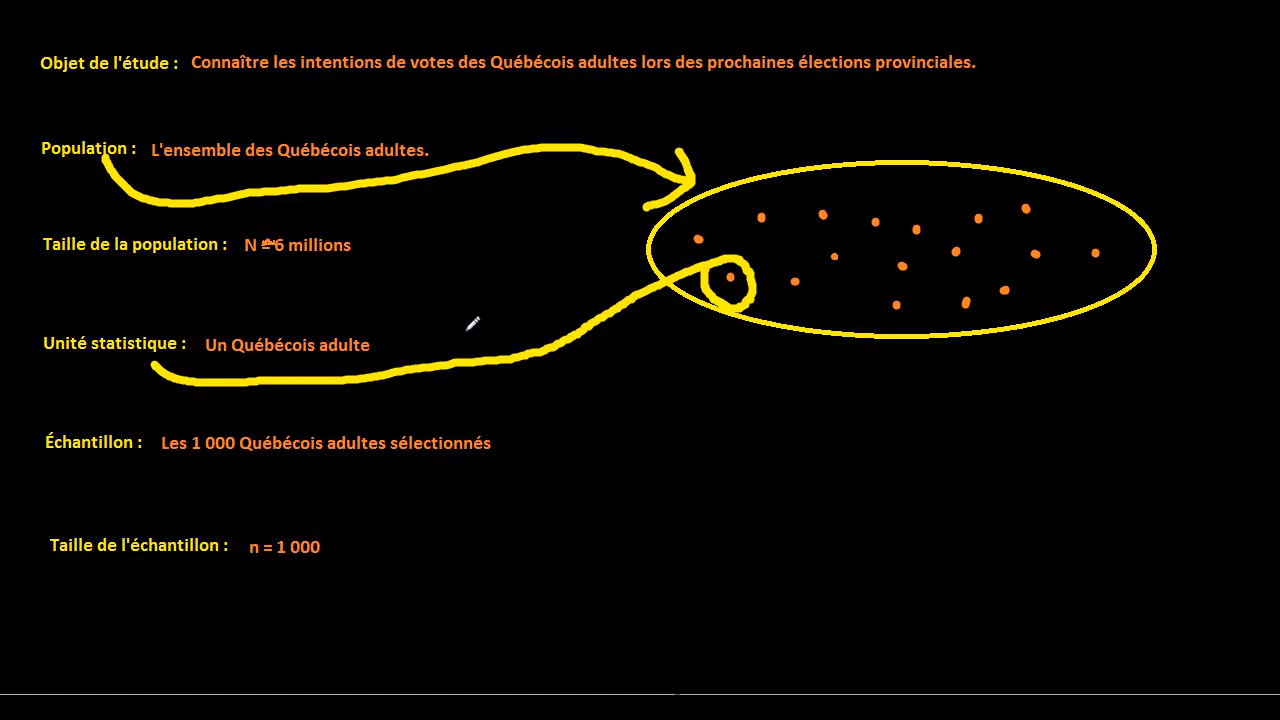 Objet de l'étude : Connaître les intentions de votes des Québécois adultes lors des prochaines élections provinciales.
Population : L'ensemble des Québécois adultes.
Taille de la population : N ≐ 6 millions
Unité statistique : Un Québécois adulte
Échantillon : Les 1 000 Québécois adultes sélectionnés
Taille de l'échantillon : n = 1 000